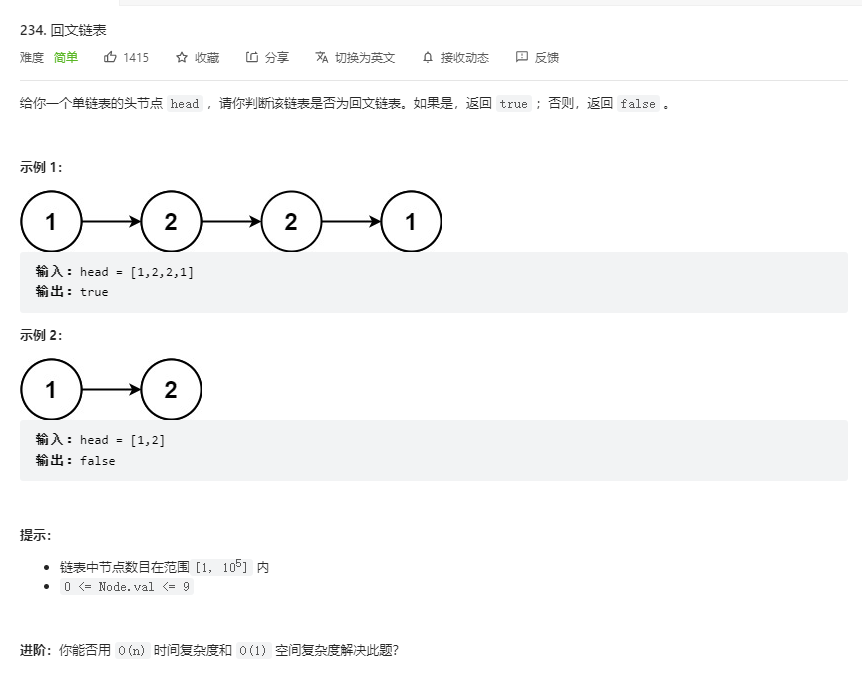 234. 回文链表
难度 简单 1415 收藏 分享 切换为英文 接收动态 反馈
给你一个单链表的头节点 head ，请你判断该链表是否为回文链表。如果是，返回 true ；否则，返回 false 。
示例 1：
1 2 2 1
输入：head = [1,2,2,1]
输出：true
示例 2：
1 2
输入：head = [1,2]
输出：false
提示：
链表中节点数目在范围[1, 10⁵] 内
0 <= Node.val <= 9
进阶：你能否用 O(n) 时间复杂度和 O(1) 空间复杂度解决此题？